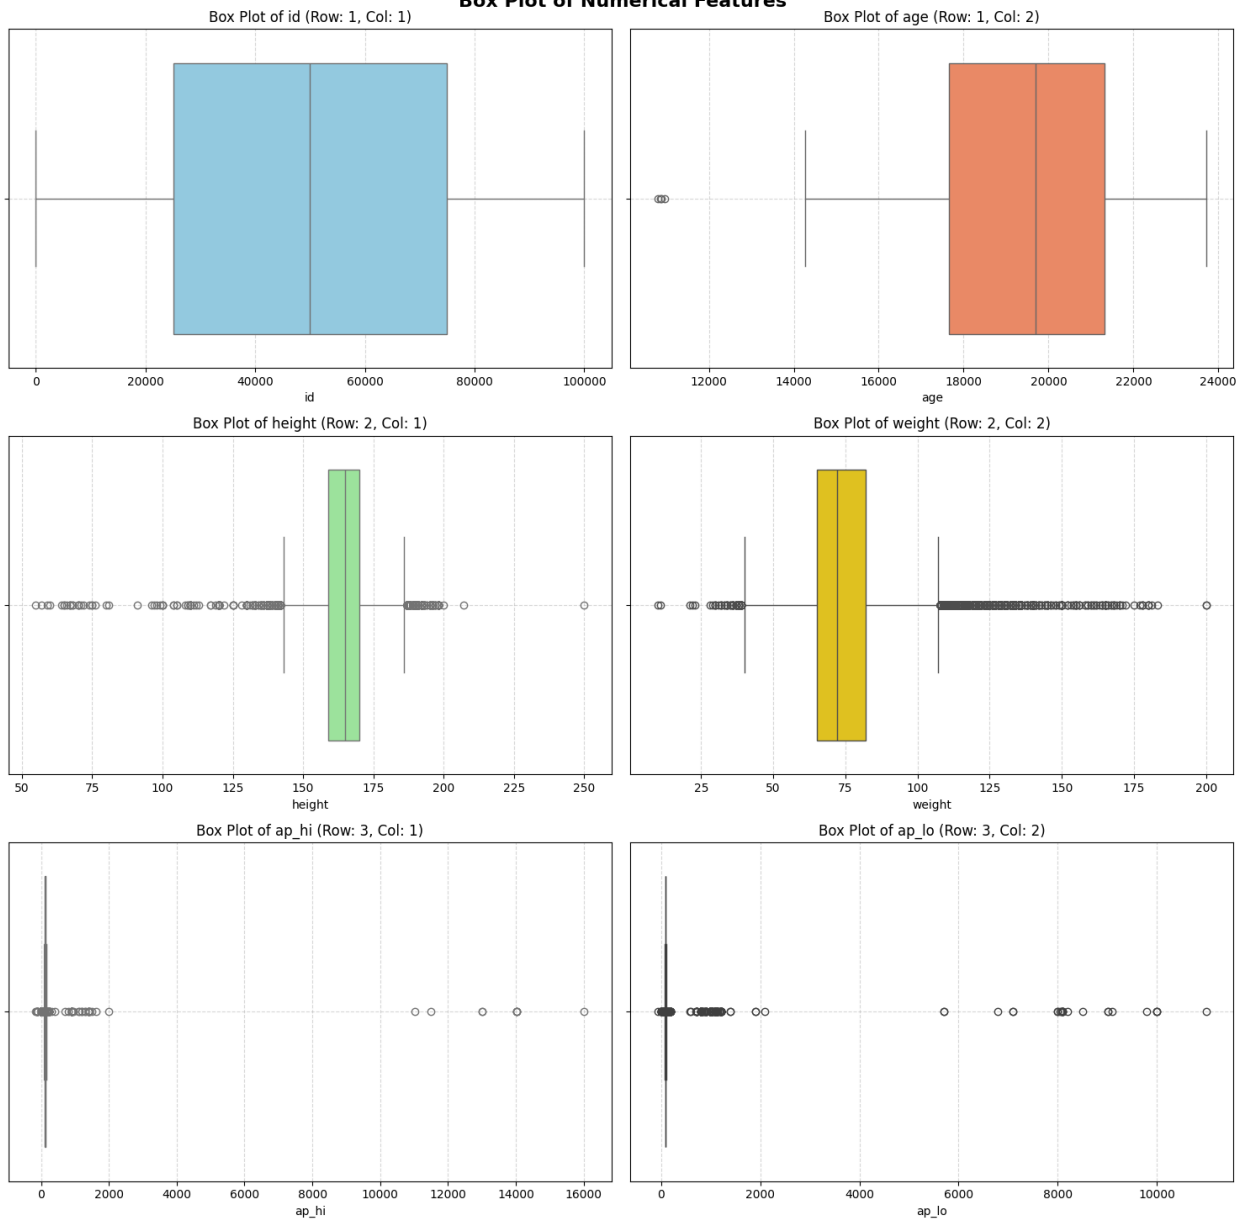 Box Plot of Numerical Features
Box Plot of id (Row: 1, Col: 1)
0 20000 40000 60000 80000 100000
id
Box Plot of age (Row: 1, Col: 2)
12000 14000 16000 18000 20000 22000 24000
age
Box Plot of height (Row: 2, Col: 1)
50 75 100 125 150 175 200 225 250
height
Box Plot of weight (Row: 2, Col: 2)
25 50 75 100 125 150 175 200
weight
Box Plot of ap_hi (Row: 3, Col: 1)
0 2000 4000 6000 8000 10000 12000 14000 16000
ap_hi
Box Plot of ap_lo (Row: 3, Col: 2)
0 2000 4000 6000 8000 10000
ap_lo